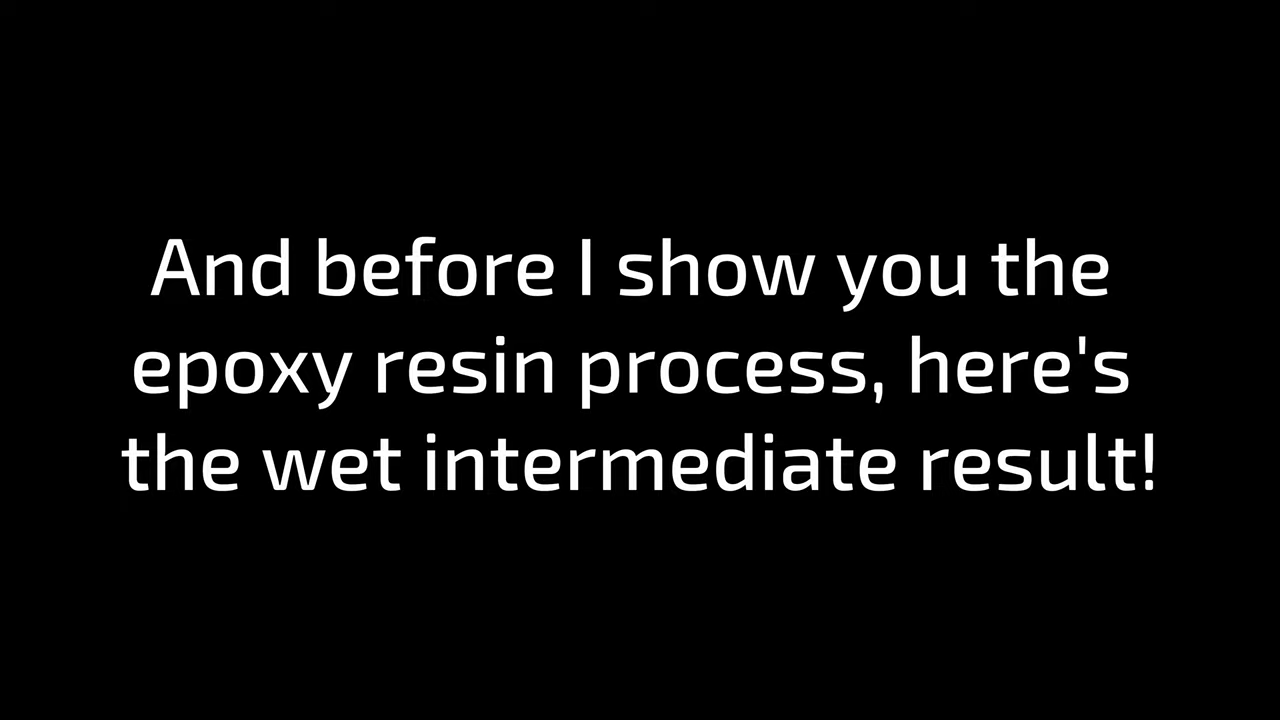 And before I show you the
epoxy resin process, here's
the wet intermediate result!